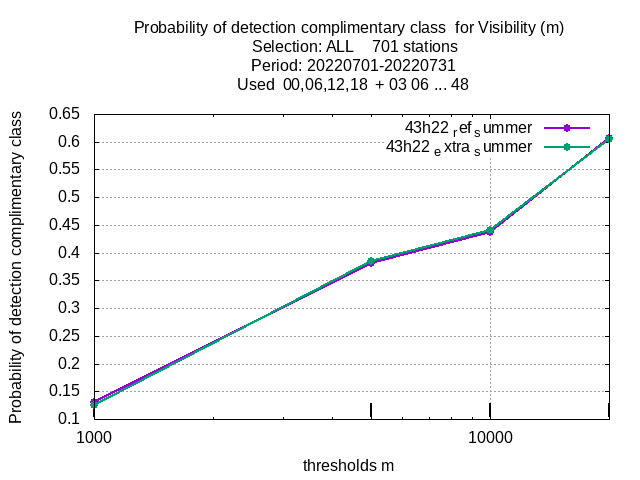 Probability of detection complimentary class for Visibility (m)
Selection: ALL 701 stations
Period: 20220701-20220731
Used 00,06,12,18 + 03 06 ... 48
Probability of detection complimentary class
0.65
0.6
0.55
0.5
0.45
0.4
0.35
0.3
0.25
0.2
0.15
0.1
43h22 ref summer
43h22 extra summer
1000
10000
thresholds m